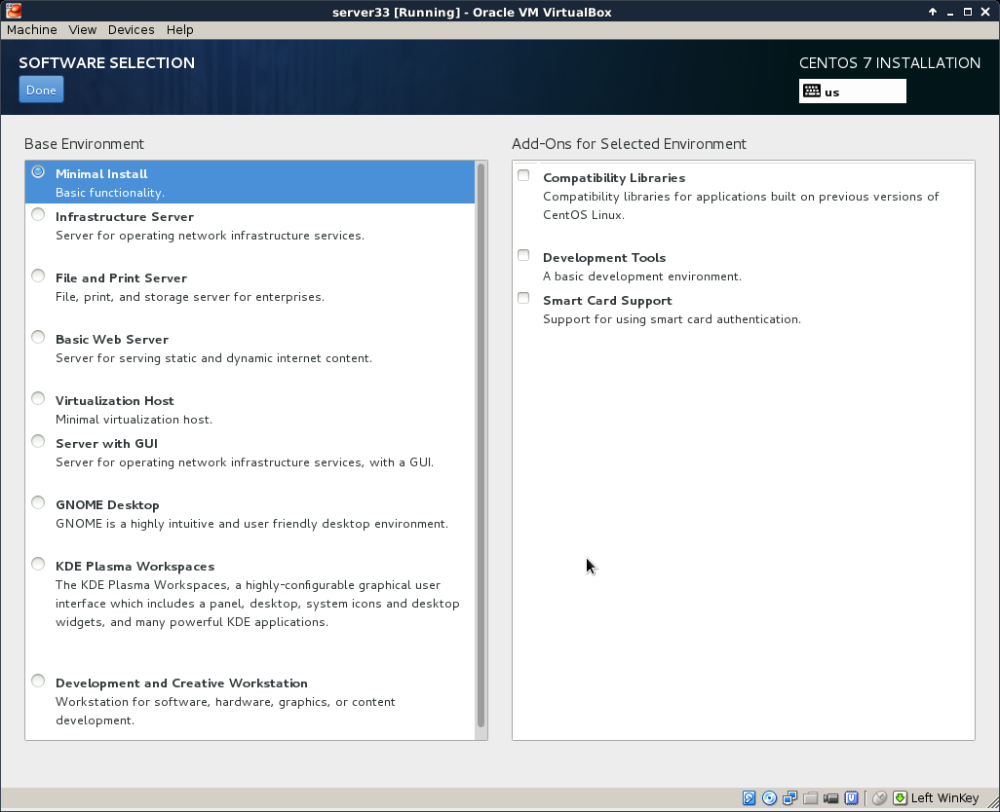 server33 [Running] - Oracle VM VirtualBox
Machine View Devices Help
SOFTWARE SELECTION
CENTOS 7 INSTALLATION
Done
us
Base Environment
Add-Ons for Selected Environment
Minimal Install
Basic functionality.
Infrastructure Server
Server for operating network infrastructure services.
File and Print Server
File, print, and storage server for enterprises.
Basic Web Server
Server for serving static and dynamic internet content.
Virtualization Host
Minimal virtualization host.
Server with GUI
Server for operating network infrastructure services, with a GUI.
GNOME Desktop
GNOME is a highly intuitive and user friendly desktop environment.
KDE Plasma Workspaces
The KDE Plasma Workspaces, a highly-configurable graphical user
interface which includes a panel, desktop, system icons and desktop
widgets, and many powerful KDE applications.
Development and Creative Workstation
Workstation for software, hardware, graphics, or content
development.
Compatibility Libraries
Compatibility libraries for applications built on previous versions of
CentOS Linux.
Development Tools
A basic development environment.
Smart Card Support
Support for using smart card authentication.
Left WinKey